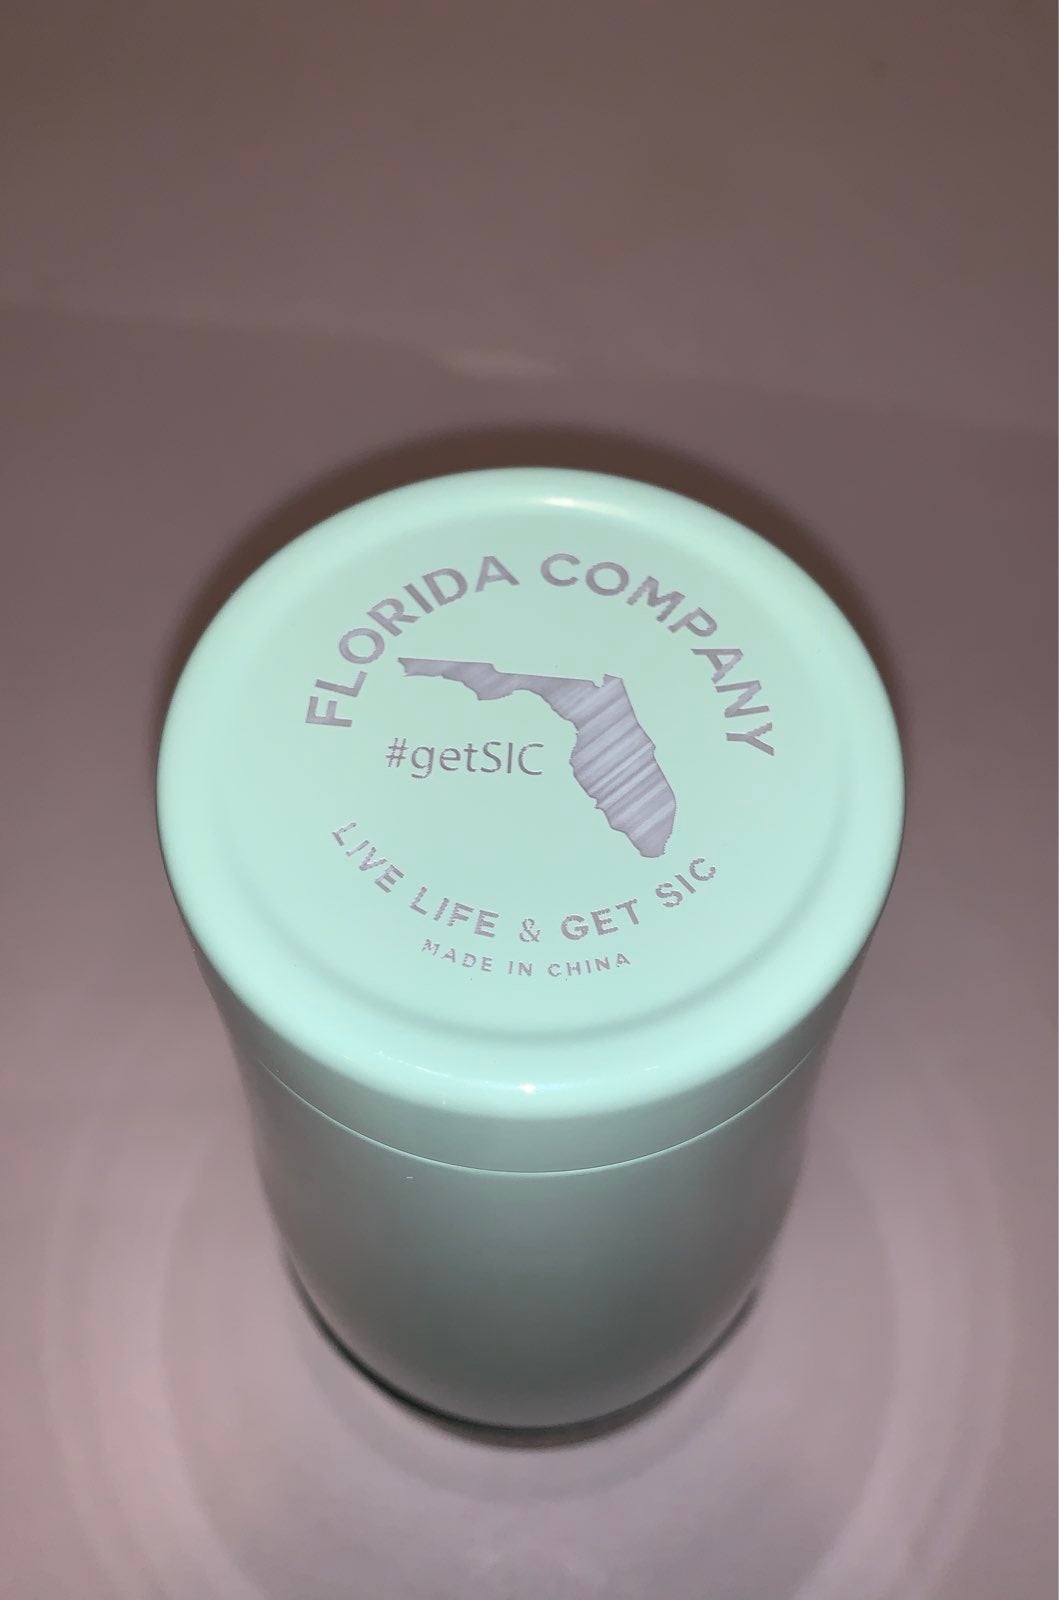 FLORIDA COMPANY
#getSIC
LIVE LIFE & GET SIC
MADE IN CHINA